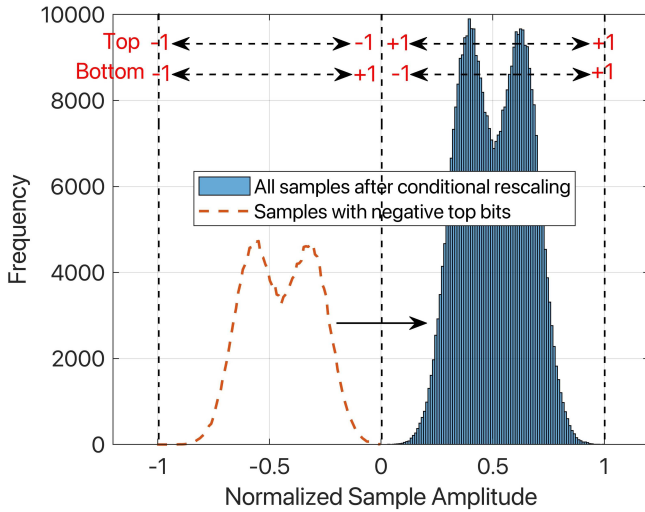 10000
Top -1 -1 +1 +1
Bottom -1 +1 -1 +1
8000
6000
All samples after conditional rescaling
Samples with negative top bits
Frequency
4000
2000
0
-1 -0.5 0 0.5 1
Normalized Sample Amplitude